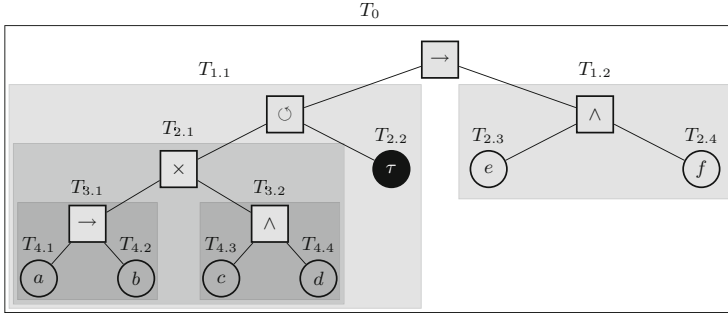 T₀
→
T₁.₁ T₁.₂
↺ ∧
T₂.₁ T₂.₂ T₂.₃ T₂.₄
× τ e f
T₃.₁ T₃.₂
→ ∧
T₄.₁ T₄.₂ T₄.₃ T₄.₄
a b c d